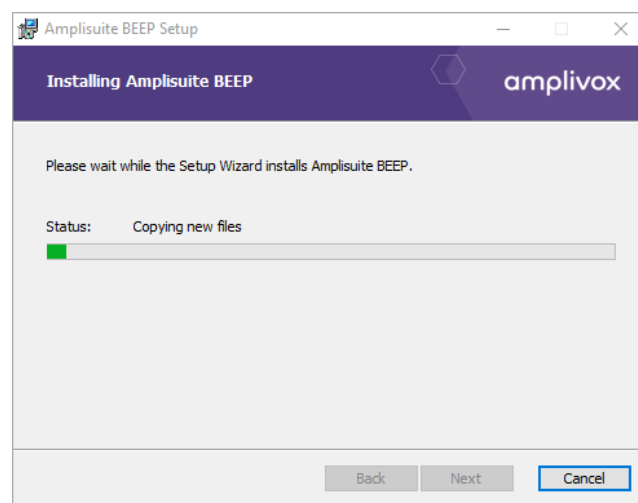 Amplisuite BEEP Setup
Installing Amplisuite BEEP
amplivox
Please wait while the Setup Wizard installs Amplisuite BEEP.
Status: Copying new files
Back Next Cancel